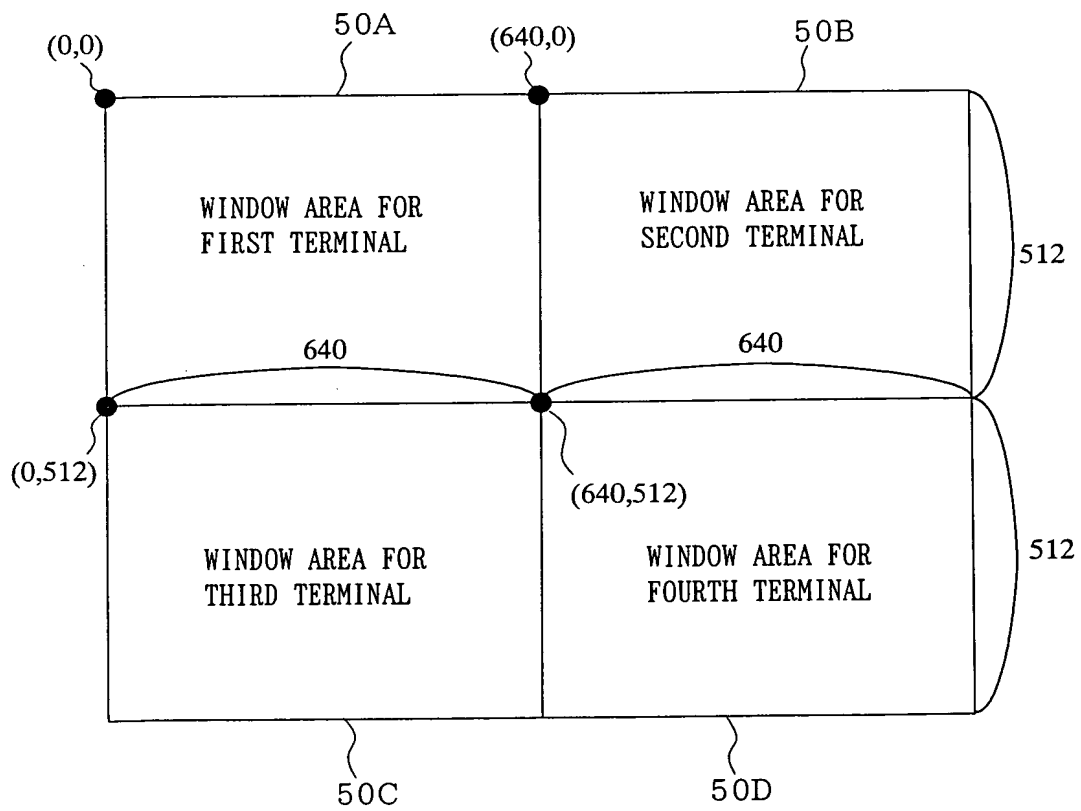 (0,0)
50A
(640,0)
50B
WINDOW AREA FOR
FIRST TERMINAL
WINDOW AREA FOR
SECOND TERMINAL
512
640
640
(0,512)
(640,512)
WINDOW AREA FOR
THIRD TERMINAL
WINDOW AREA FOR
FOURTH TERMINAL
512
50C
50D